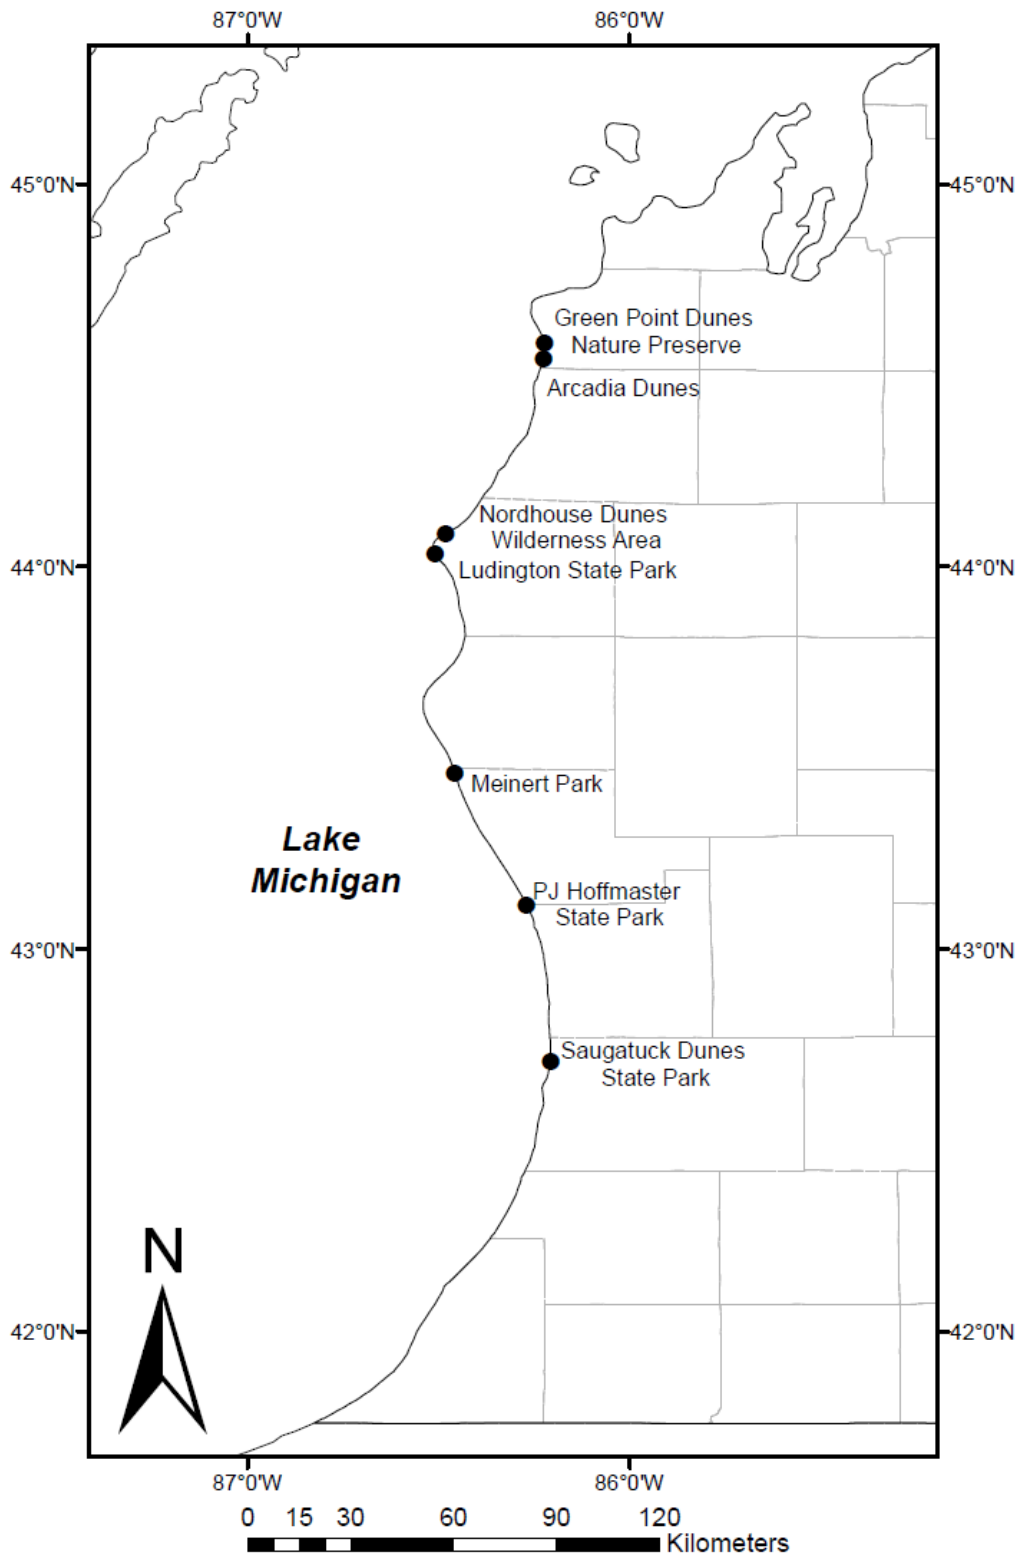 87°0'W 86°0'W
45°0'N 45°0'N
Green Point Dunes
Nature Preserve
Arcadia Dunes
Nordhouse Dunes
Wilderness Area
44°0'N 44°0'N
Ludington State Park
Meinert Park
Lake
Michigan
PJ Hoffmaster
State Park
43°0'N 43°0'N
Saugatuck Dunes
State Park
N
42°0'N 42°0'N
87°0'W 86°0'W
0 15 30 60 90 120
Kilometers